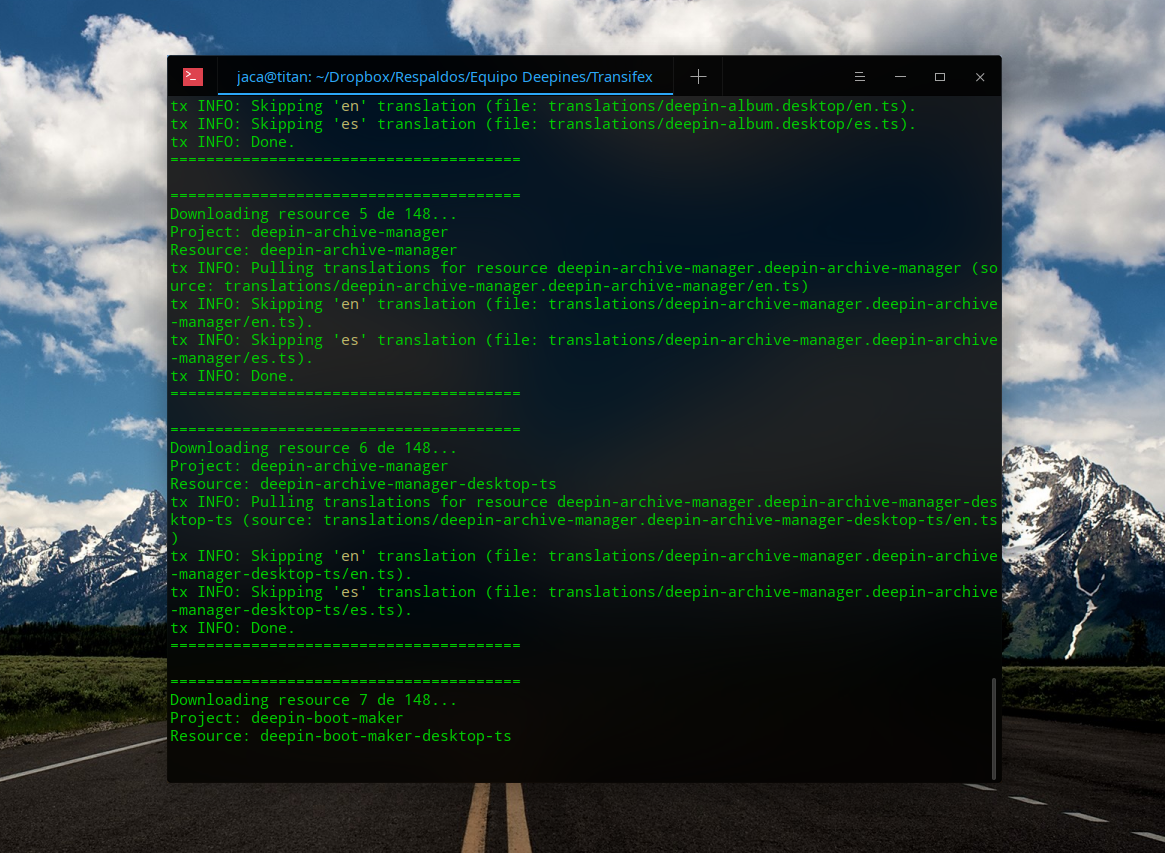 jaca@titan: ~/Dropbox/Respaldos/Equipo Deepines/Transifex
tx INFO: Skipping 'en' translation (file: translations/deepin-album.desktop/en.ts).
tx INFO: Skipping 'es' translation (file: translations/deepin-album.desktop/es.ts).
tx INFO: Done.
=======================================

=======================================
Downloading resource 5 de 148...
Project: deepin-archive-manager
Resource: deepin-archive-manager
tx INFO: Pulling translations for resource deepin-archive-manager.deepin-archive-manager (so
urce: translations/deepin-archive-manager.deepin-archive-manager/en.ts)
tx INFO: Skipping 'en' translation (file: translations/deepin-archive-manager.deepin-archive
-manager/en.ts).
tx INFO: Skipping 'es' translation (file: translations/deepin-archive-manager.deepin-archive
-manager/es.ts).
tx INFO: Done.
=======================================

=======================================
Downloading resource 6 de 148...
Project: deepin-archive-manager
Resource: deepin-archive-manager-desktop-ts
tx INFO: Pulling translations for resource deepin-archive-manager.deepin-archive-manager-des
ktop-ts (source: translations/deepin-archive-manager.deepin-archive-manager-desktop-ts/en.ts
)
tx INFO: Skipping 'en' translation (file: translations/deepin-archive-manager.deepin-archive
-manager-desktop-ts/en.ts).
tx INFO: Skipping 'es' translation (file: translations/deepin-archive-manager.deepin-archive
-manager-desktop-ts/es.ts).
tx INFO: Done.
=======================================

=======================================
Downloading resource 7 de 148...
Project: deepin-boot-maker
Resource: deepin-boot-maker-desktop-ts